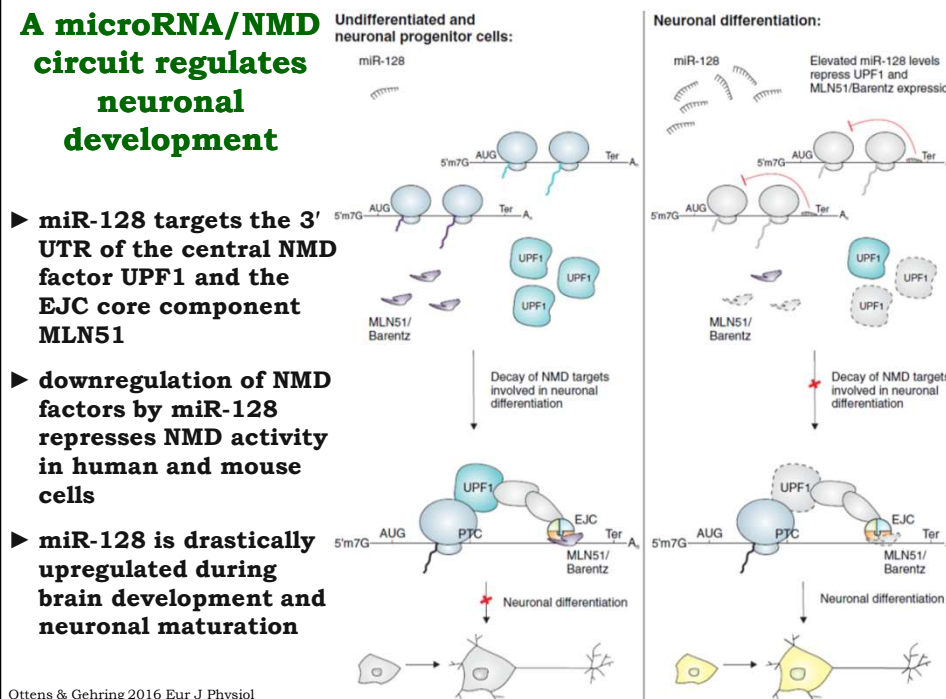 A microRNA/NMD
circuit regulates
neuronal
development
► miR-128 targets the 3′
UTR of the central NMD
factor UPF1 and the
EJC core component
MLN51
► downregulation of NMD
factors by miR-128
represses NMD activity
in human and mouse
cells
► miR-128 is drastically
upregulated during
brain development and
neuronal maturation
Ottens & Gehring 2016 Eur J Physiol
Undifferentiated and
neuronal progenitor cells:
miR-128
AUG
Ter
5'm7G
Aₙ
AUG
Ter
5'm7G
Aₙ
UPF1
UPF1
UPF1
MLN51/
Barentz
Decay of NMD targets
involved in neuronal
differentiation
UPF1
EJC
AUG
PTC
Ter
5'm7G
Aₙ
MLN51/
Barentz
Neuronal differentiation
Neuronal differentiation:
miR-128
Elevated miR-128 levels
repress UPF1 and
MLN51/Barentz expressio
AUG
Ter
5'm7G
AUG
Ter
5'm7G
Aₙ
UPF1
UPF1
UPF1
MLN51/
Barentz
Decay of NMD targets
involved in neuronal
differentiation
UPF1
EJC
AUG
PTC
Ter
5'm7G
MLN51/
Barentz
Neuronal differentiation